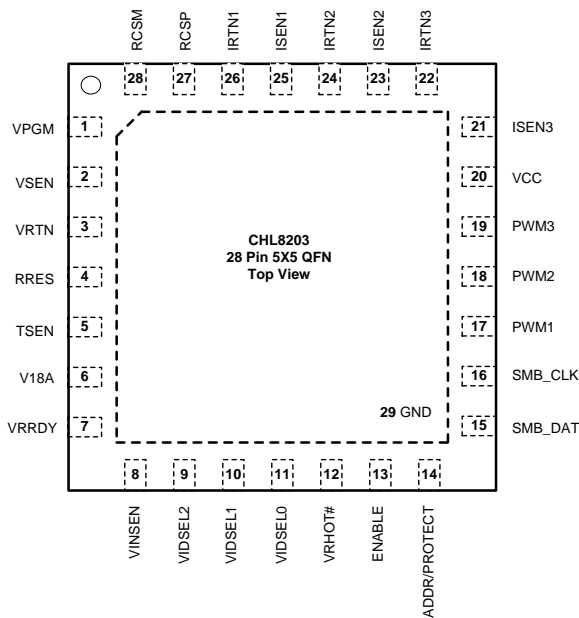 RCSM
RCSP
IRTN1
ISEN1
IRTN2
ISEN2
IRTN3
28
27
26
25
24
23
22
VPGM 1
VSEN 2
VRTN 3
RRES 4
TSEN 5
V18A 6
VRRDY 7
CHL8203
28 Pin 5X5 QFN
Top View
29 GND
21 ISEN3
20 VCC
19 PWM3
18 PWM2
17 PWM1
16 SMB_CLK
15 SMB_DAT
8
9
10
11
12
13
14
VINSEN
VIDSEL2
VIDSEL1
VIDSEL0
VRHOT#
ENABLE
ADDR/PROTECT